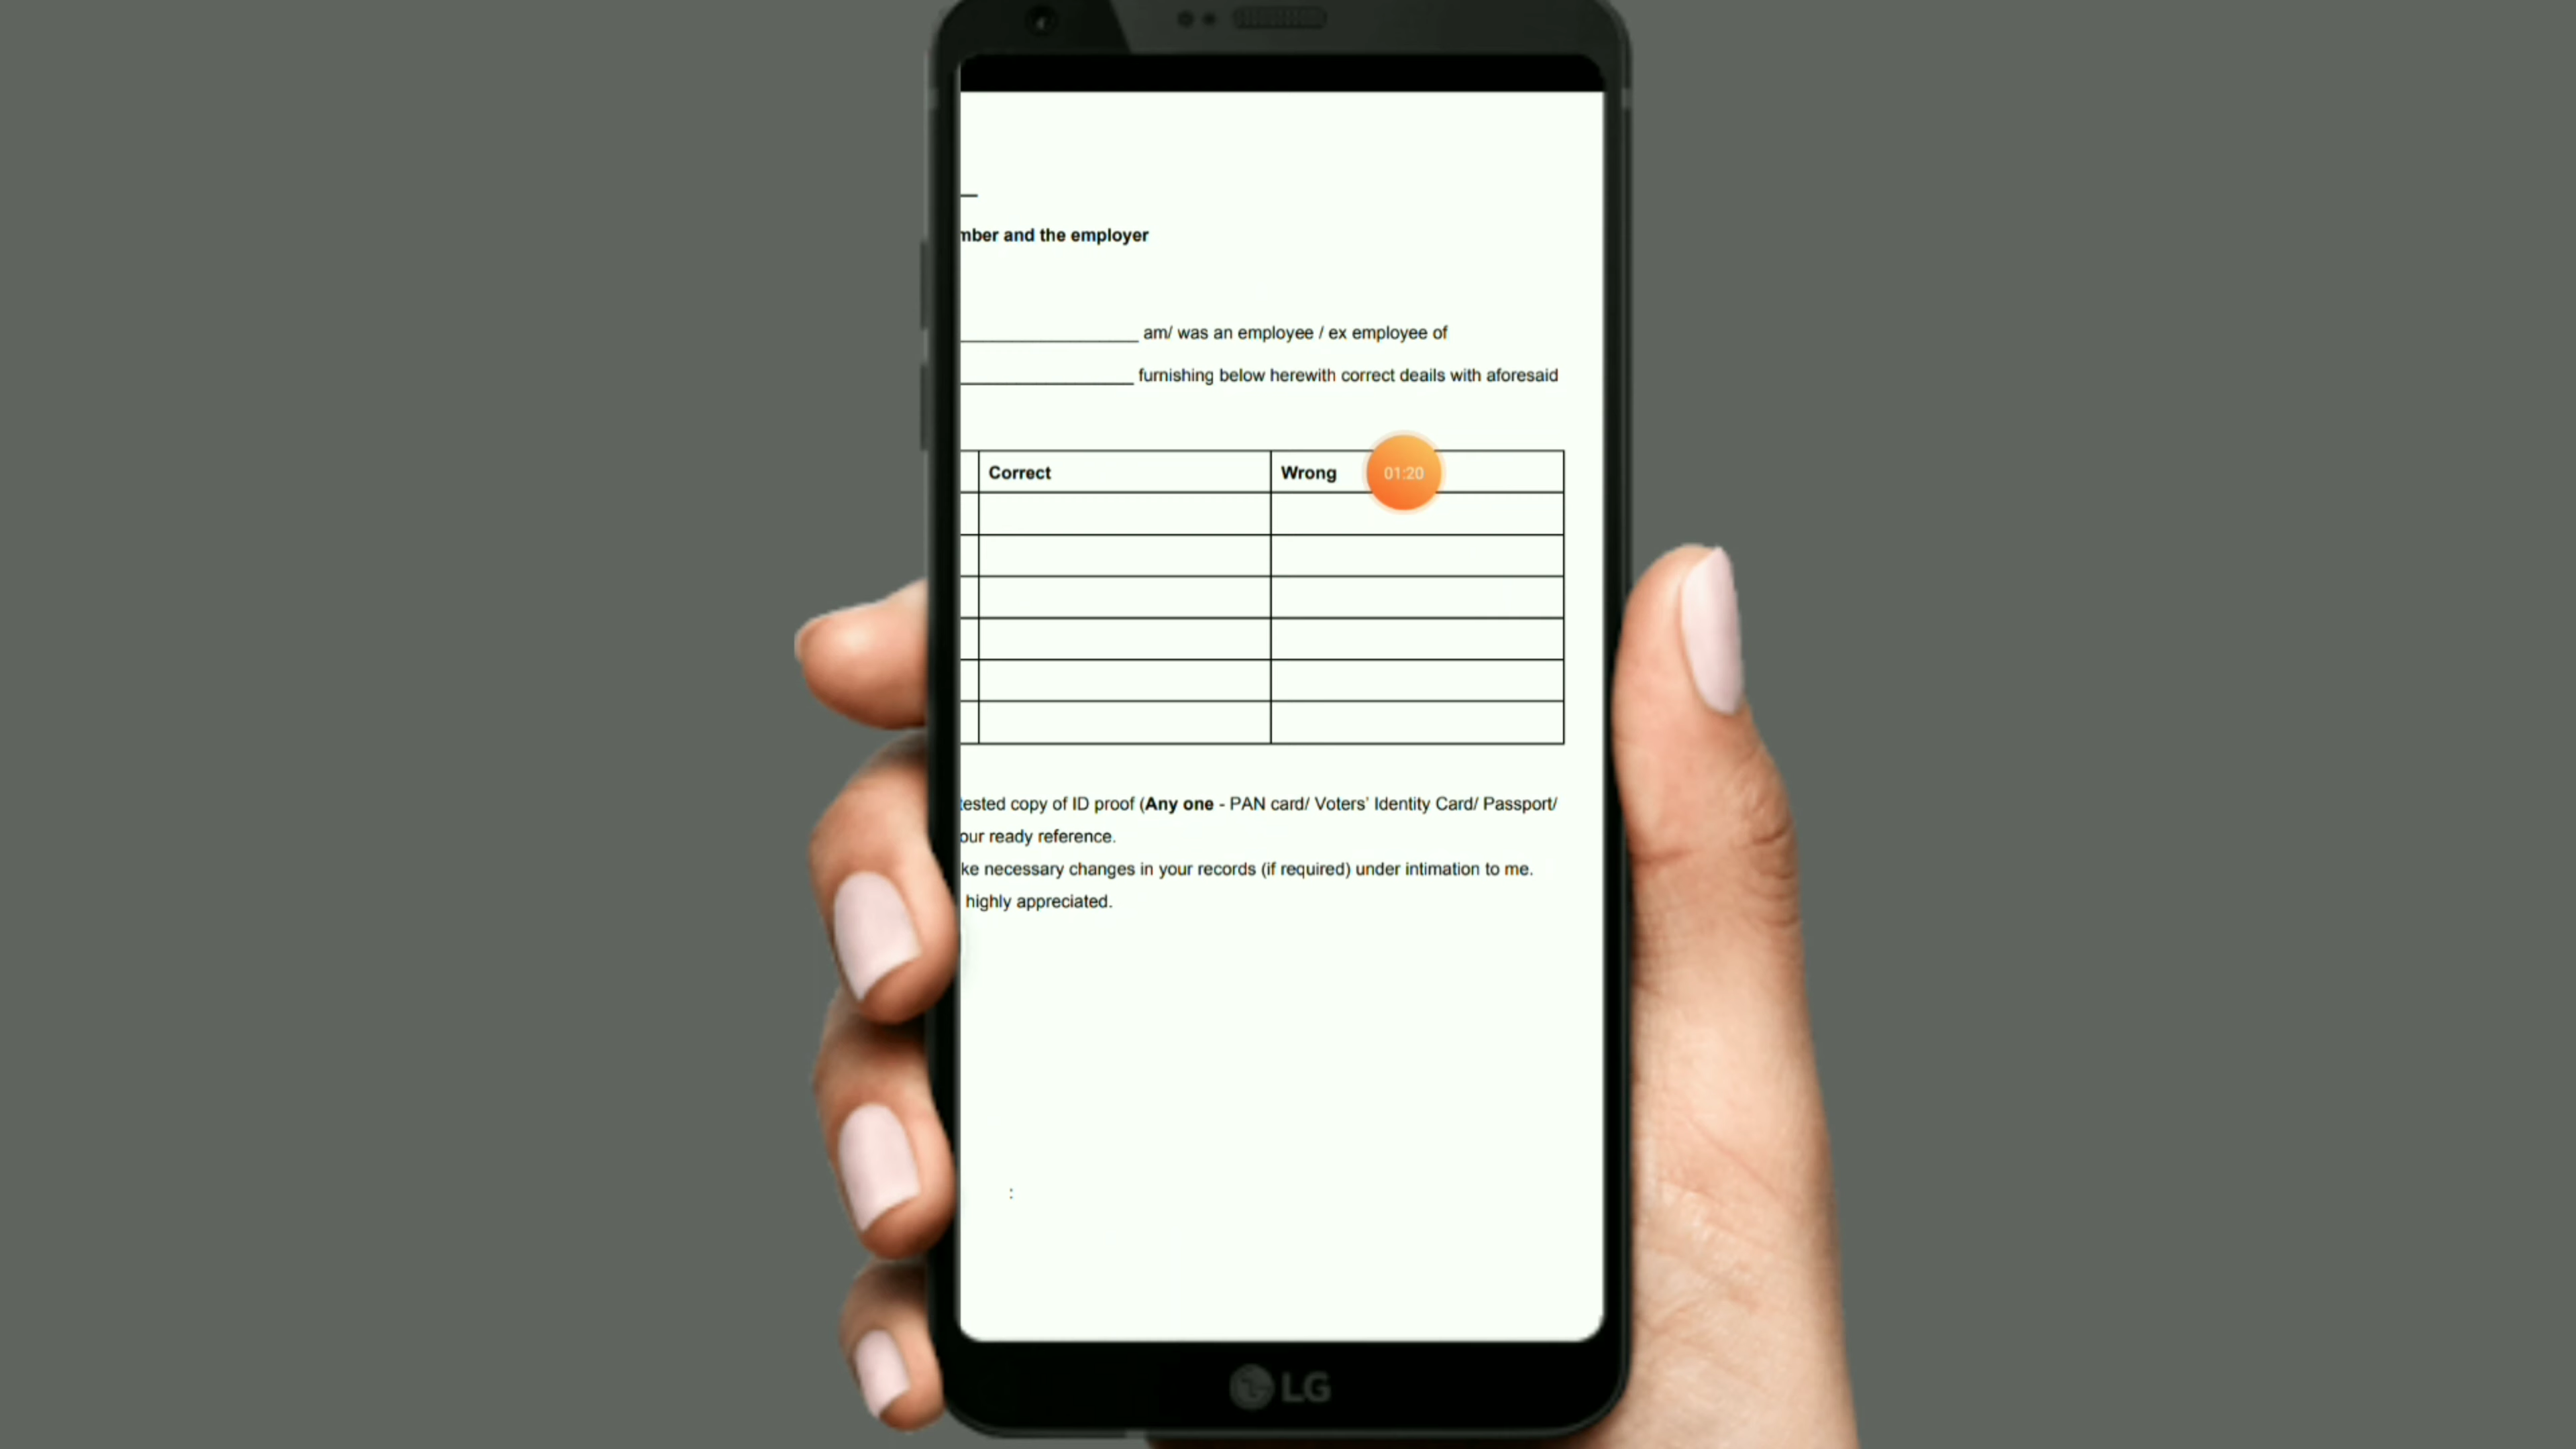 mber and the employer
am/ was an employee / ex employee of
furnishing below herewith correct deails with aforesaid
Correct Wrong 01:20
tested copy of ID proof (Any one - PAN card/ Voters' Identity Card/ Passport/
our ready reference.
ke necessary changes in your records (if required) under intimation to me.
highly appreciated.
:
LG